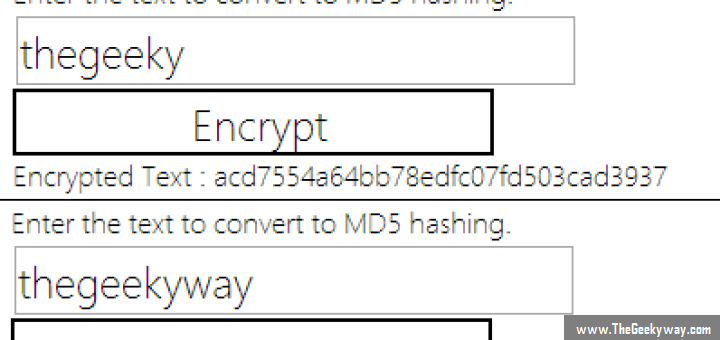 Enter the text to convert to MD5 hashing.
thegeeky
Encrypt
Encrypted Text : acd7554a64bb78edfc07fd503cad3937
Enter the text to convert to MD5 hashing.
thegeekyway
www.TheGeekyway.com